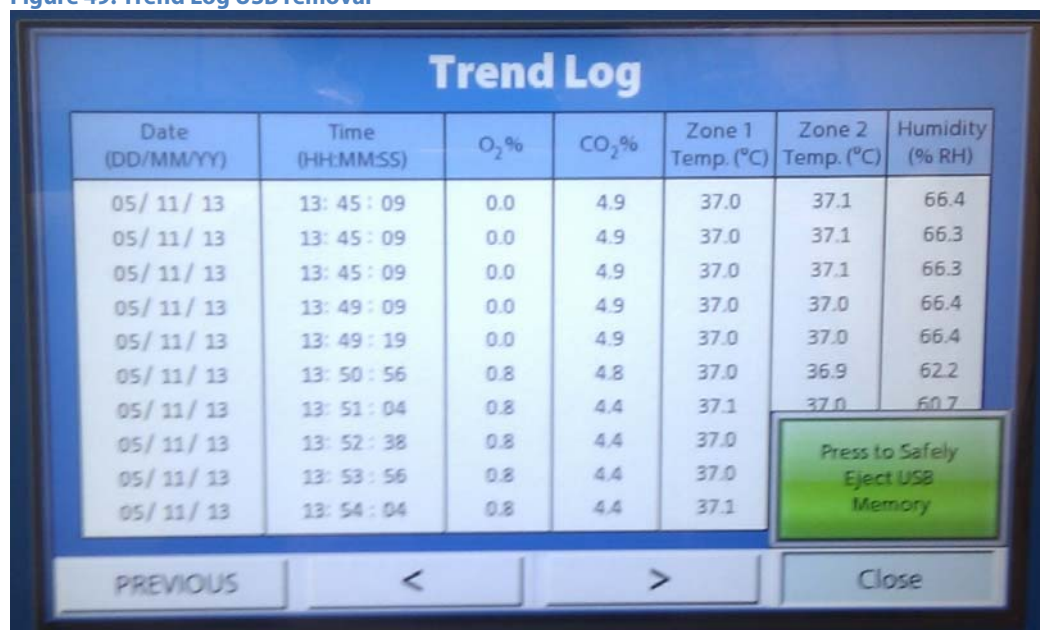 Figure 49: Trend Log USB removal
Trend Log
Date (DD/MM/YY) Time (HH:MM:SS) O₂% CO₂% Zone 1 Temp. (°C) Zone 2 Temp. (°C) Humidity (% RH)
05/ 11/ 13 13: 45 : 09 0.0 4.9 37.0 37.1 66.4
05/ 11/ 13 13: 45 : 09 0.0 4.9 37.0 37.1 66.3
05/ 11/ 13 13: 45 : 09 0.0 4.9 37.0 37.1 66.3
05/ 11/ 13 13: 49 : 09 0.0 4.9 37.0 37.0 66.4
05/ 11/ 13 13: 49 : 19 0.0 4.9 37.0 37.0 66.4
05/ 11/ 13 13: 50 : 56 0.8 4.8 37.0 36.9 62.2
05/ 11/ 13 13: 51 : 04 0.8 4.4 37.1 37.0 60.7
05/ 11/ 13 13: 52 : 38 0.8 4.4 37.0
05/ 11/ 13 13: 53 : 56 0.8 4.4 37.0
05/ 11/ 13 13: 54 : 04 0.8 4.4 37.1
Press to Safely
Eject USB
Memory
PREVIOUS < > Close